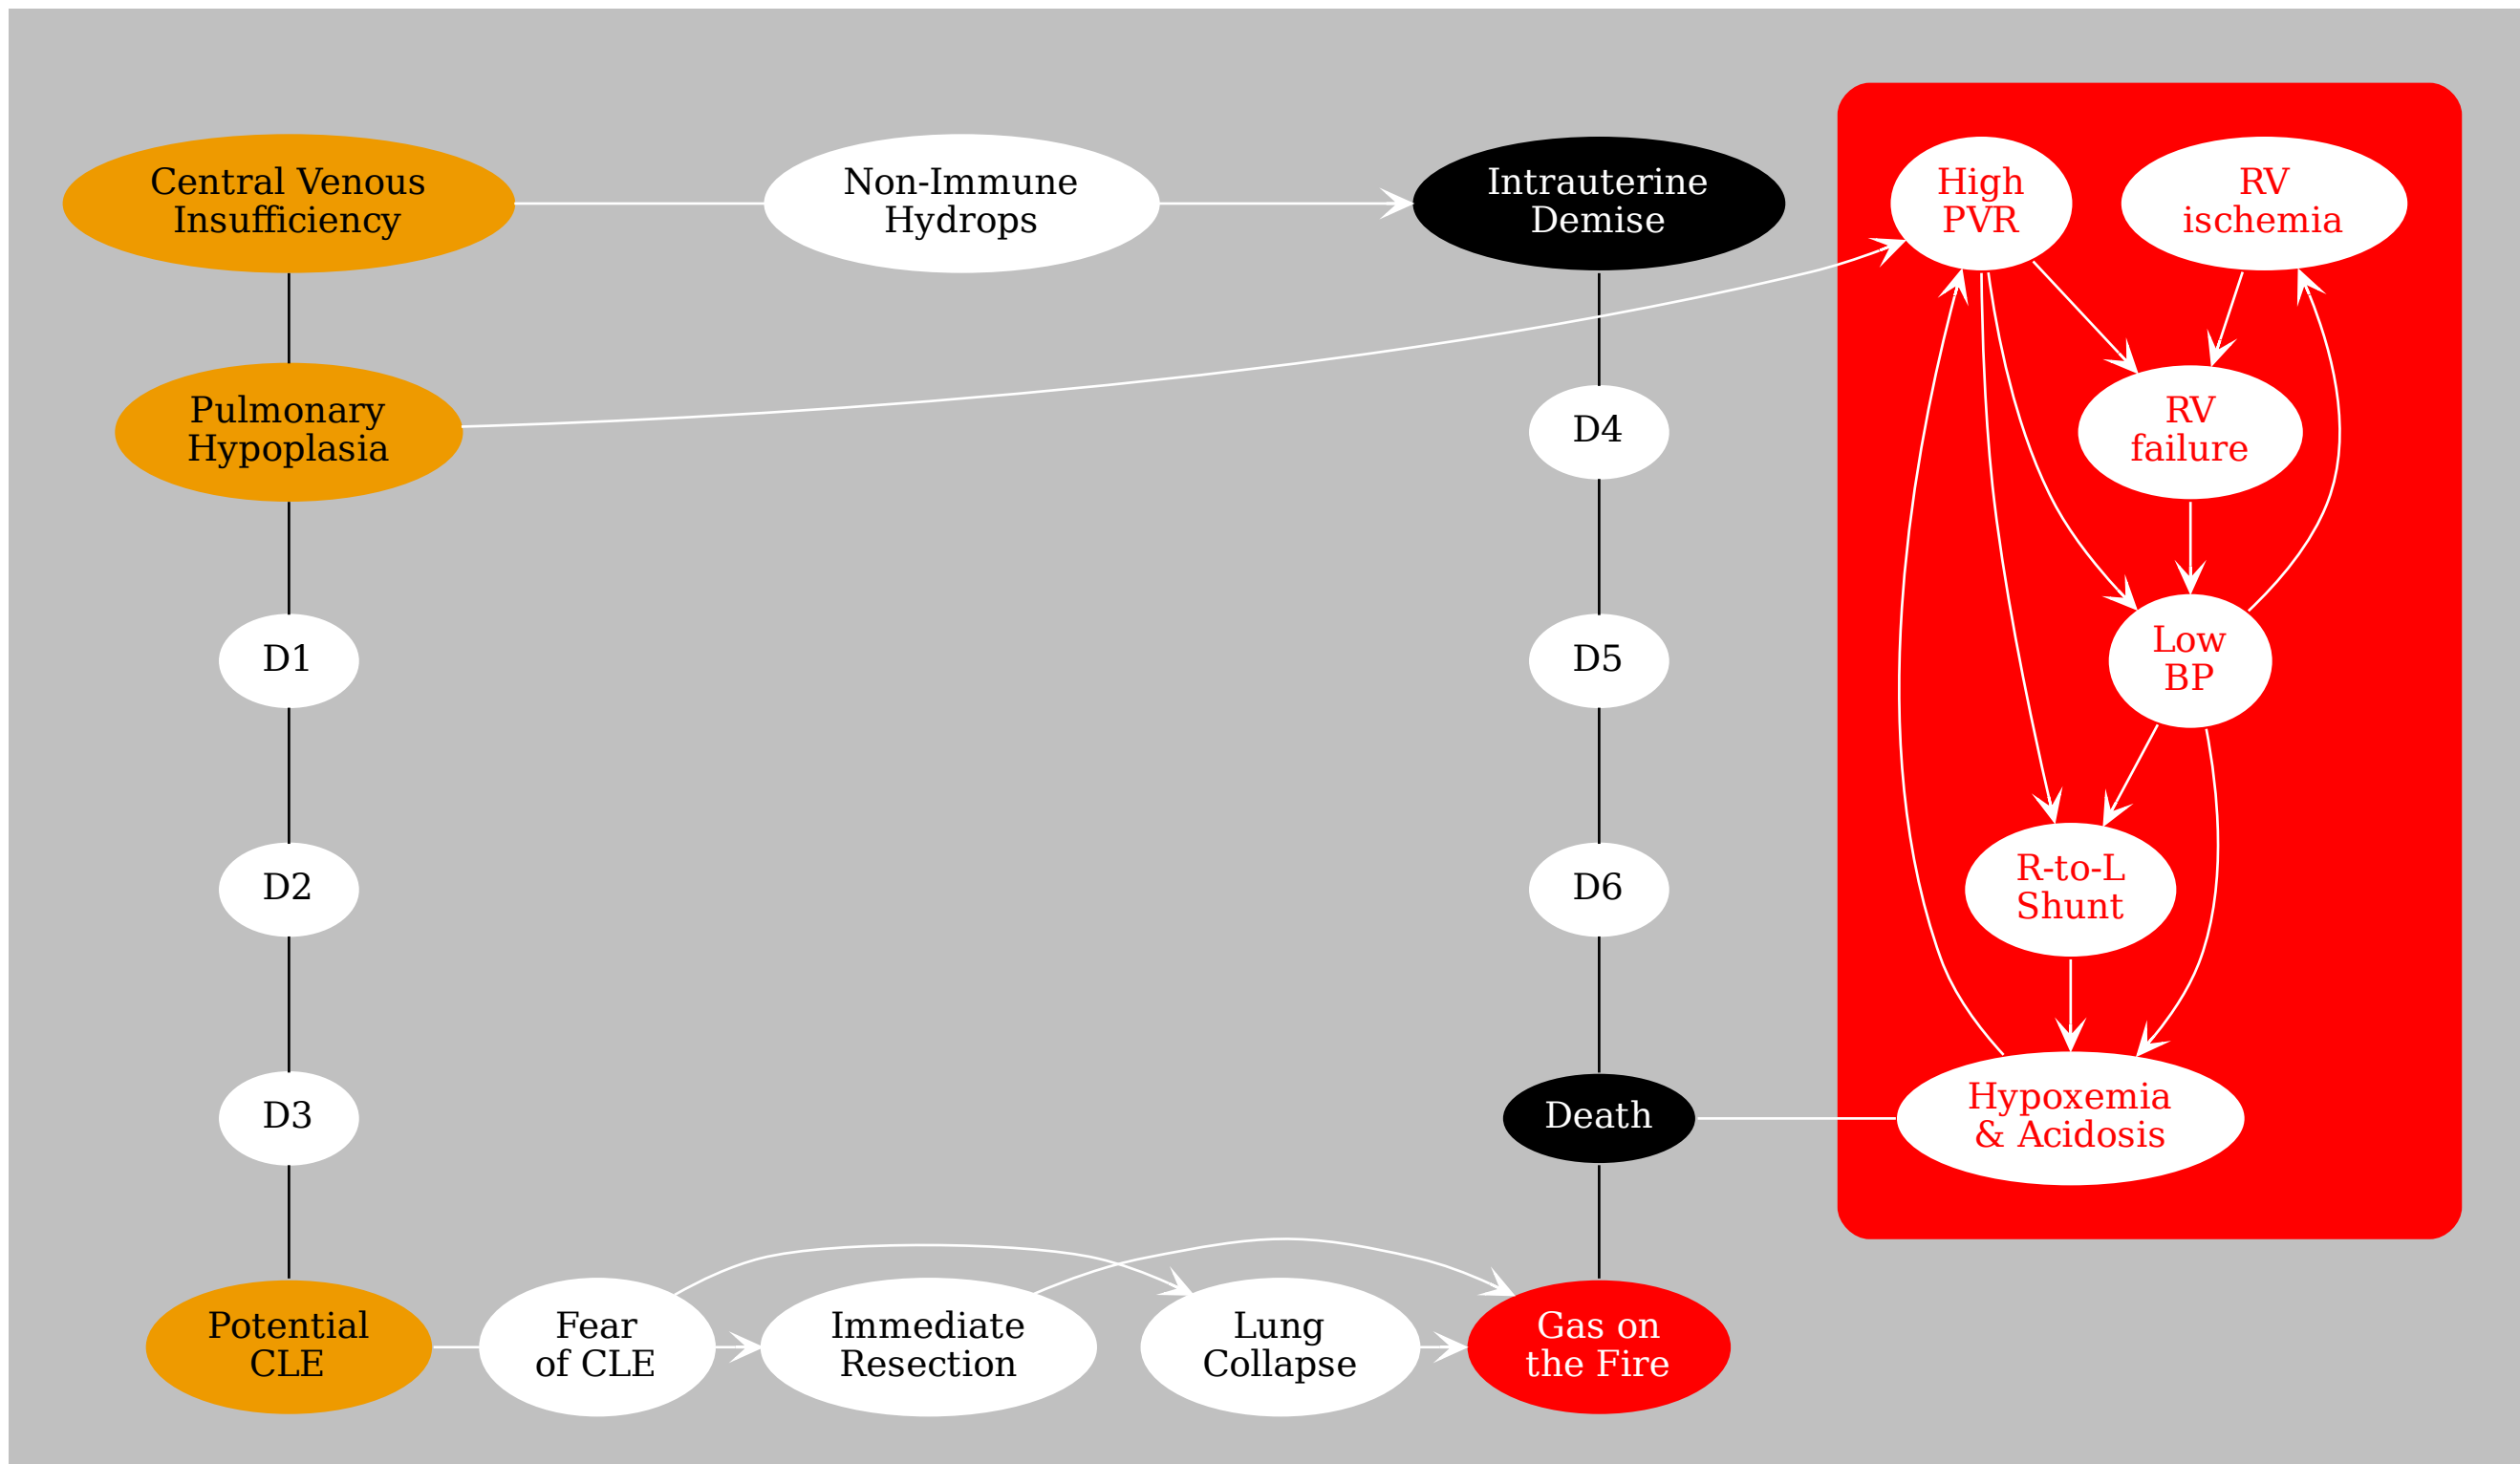 Central Venous
Insufficiency
Non-Immune
Hydrops
Intrauterine
Demise
High
PVR
RV
ischemia
Pulmonary
Hypoplasia
D4
RV
failure
D1
D5
Low
BP
D2
D6
R-to-L
Shunt
D3
Death
Hypoxemia
& Acidosis
Potential
CLE
Fear
of CLE
Immediate
Resection
Lung
Collapse
Gas on
the Fire